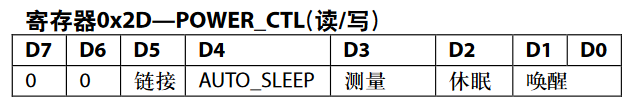 寄存器0x2D—POWER_CTL(读/写)
D7 D6 D5 D4 D3 D2 D1 D0
0 0 链接 AUTO_SLEEP 测量 休眠 唤醒